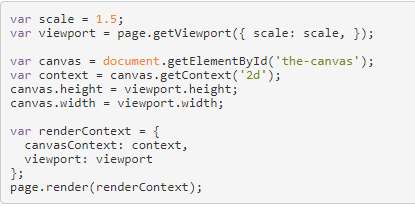 var scale = 1.5;
var viewport = page.getViewport({ scale: scale, });

var canvas = document.getElementById('the-canvas');
var context = canvas.getContext('2d');
canvas.height = viewport.height;
canvas.width = viewport.width;

var renderContext = {
  canvasContext: context,
  viewport: viewport
};
page.render(renderContext);